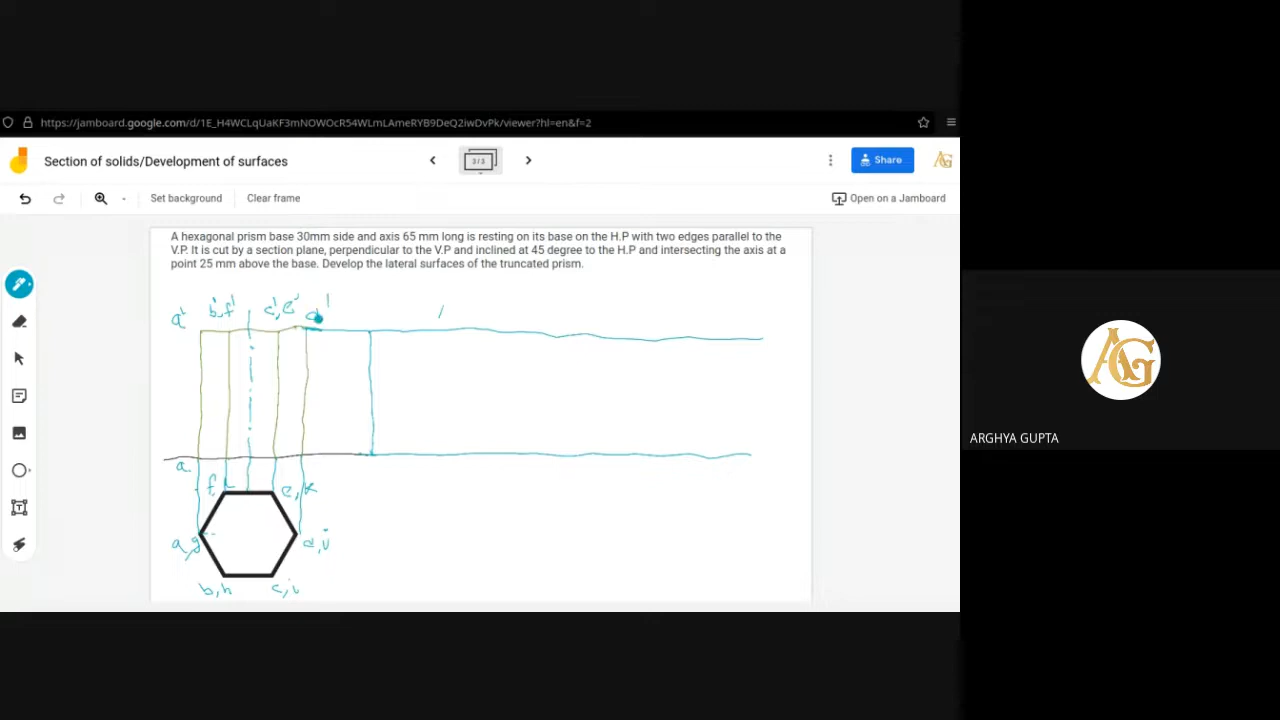 https://jamboard.google.com/d/1E_H4WCLqUaKF3mNOWOcR54WLmLAmeRYB9DeQ2iwDvPk/viewer?hl=en&f=2
Section of solids/Development of surfaces
2/3
Share
AG
Set background
Clear frame
Open on a Jamboard
A hexagonal prism base 30mm side and axis 65 mm long is resting on its base on the H.P with two edges parallel to the
V.P. It is cut by a section plane, perpendicular to the V.P and inclined at 45 degree to the H.P and intersecting the axis at a
point 25 mm above the base. Develop the lateral surfaces of the truncated prism.
a' b',f' c',e' d'
a
f, e, k
a,g d,j
b,h c,i
AG
ARGHYA GUPTA